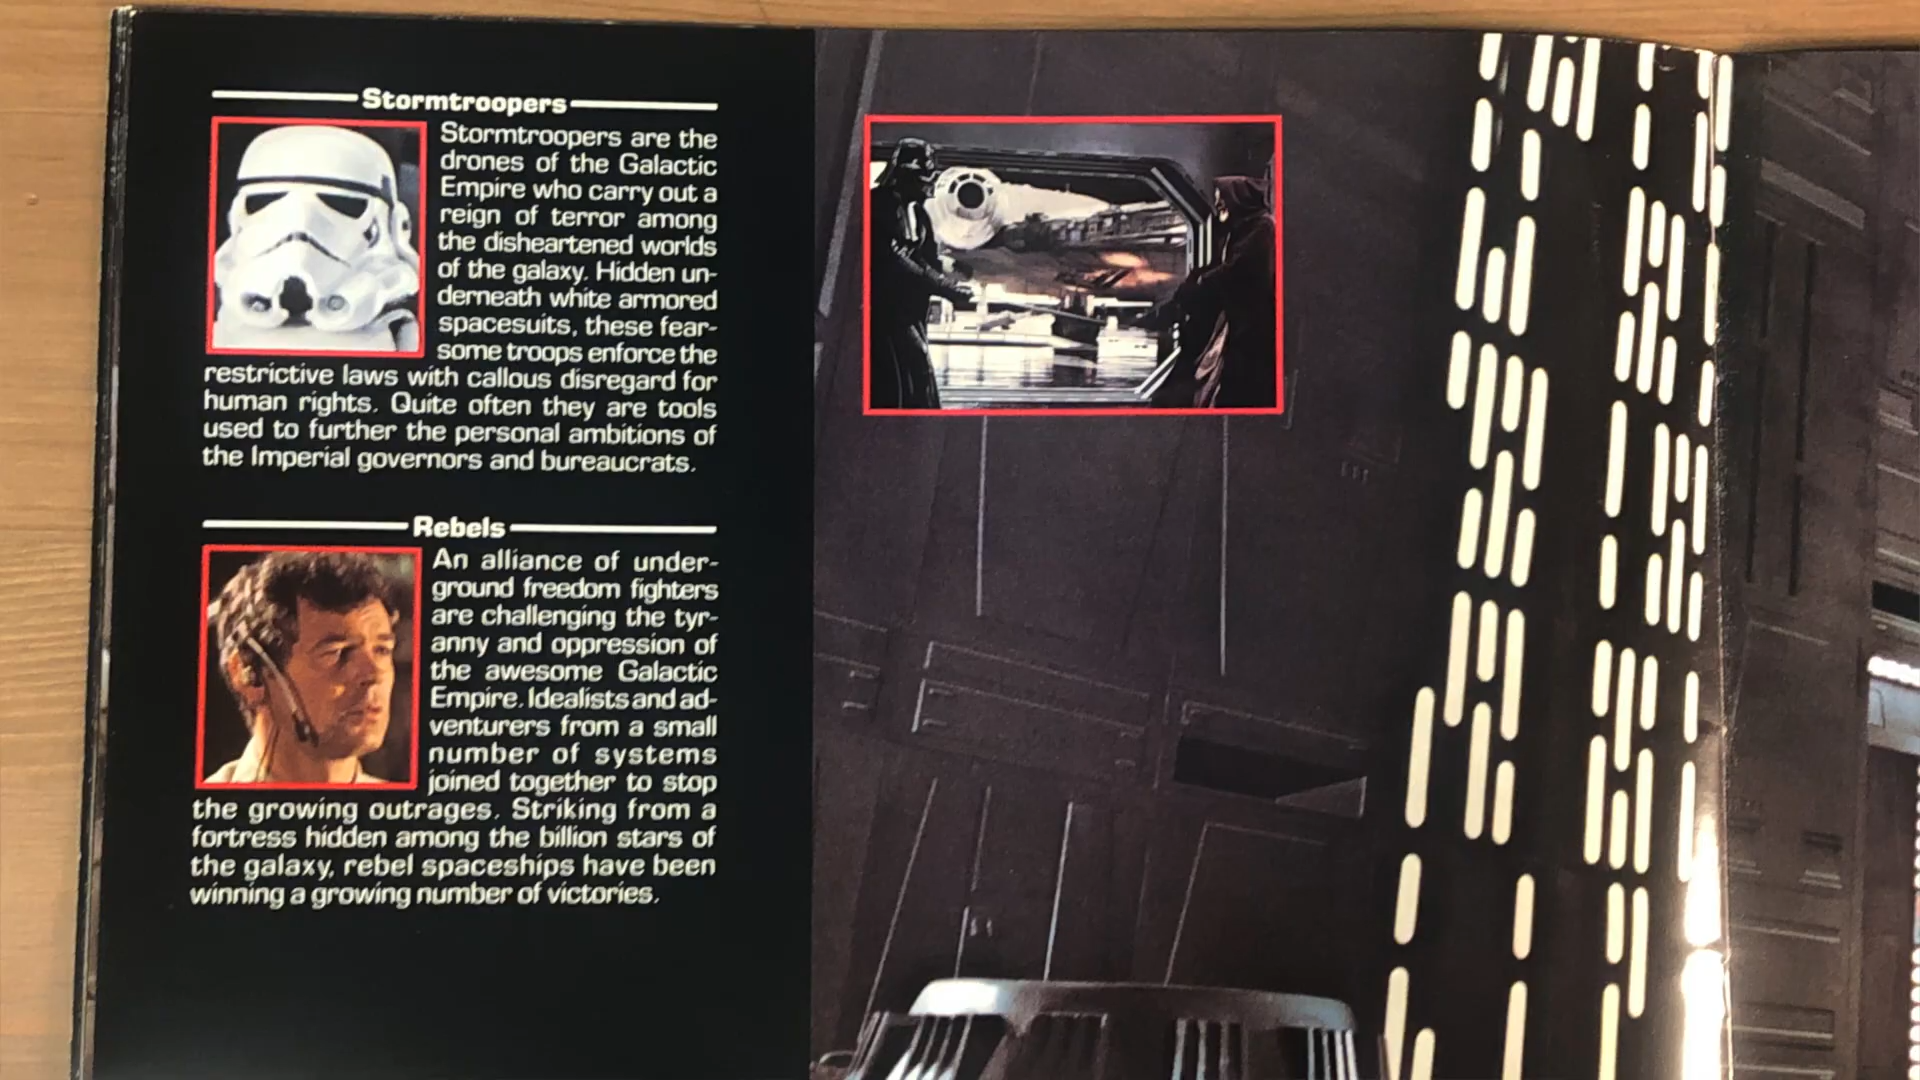 Stormtroopers
Stormtroopers are the
drones of the Galactic
Empire who carry out a
reign of terror among
the disheartened worlds
of the galaxy. Hidden un-
derneath white armored
spacesuits, these fear-
some troops enforce the
restrictive laws with callous disregard for
human rights. Quite often they are tools
used to further the personal ambitions of
the Imperial governors and bureaucrats.
Rebels
An alliance of under-
ground freedom fighters
are challenging the tyr-
anny and oppression of
the awesome Galactic
Empire. Idealists and ad-
venturers from a small
number of systems
joined together to stop
the growing outrages. Striking from a
fortress hidden among the billion stars of
the galaxy, rebel spaceships have been
winning a growing number of victories.